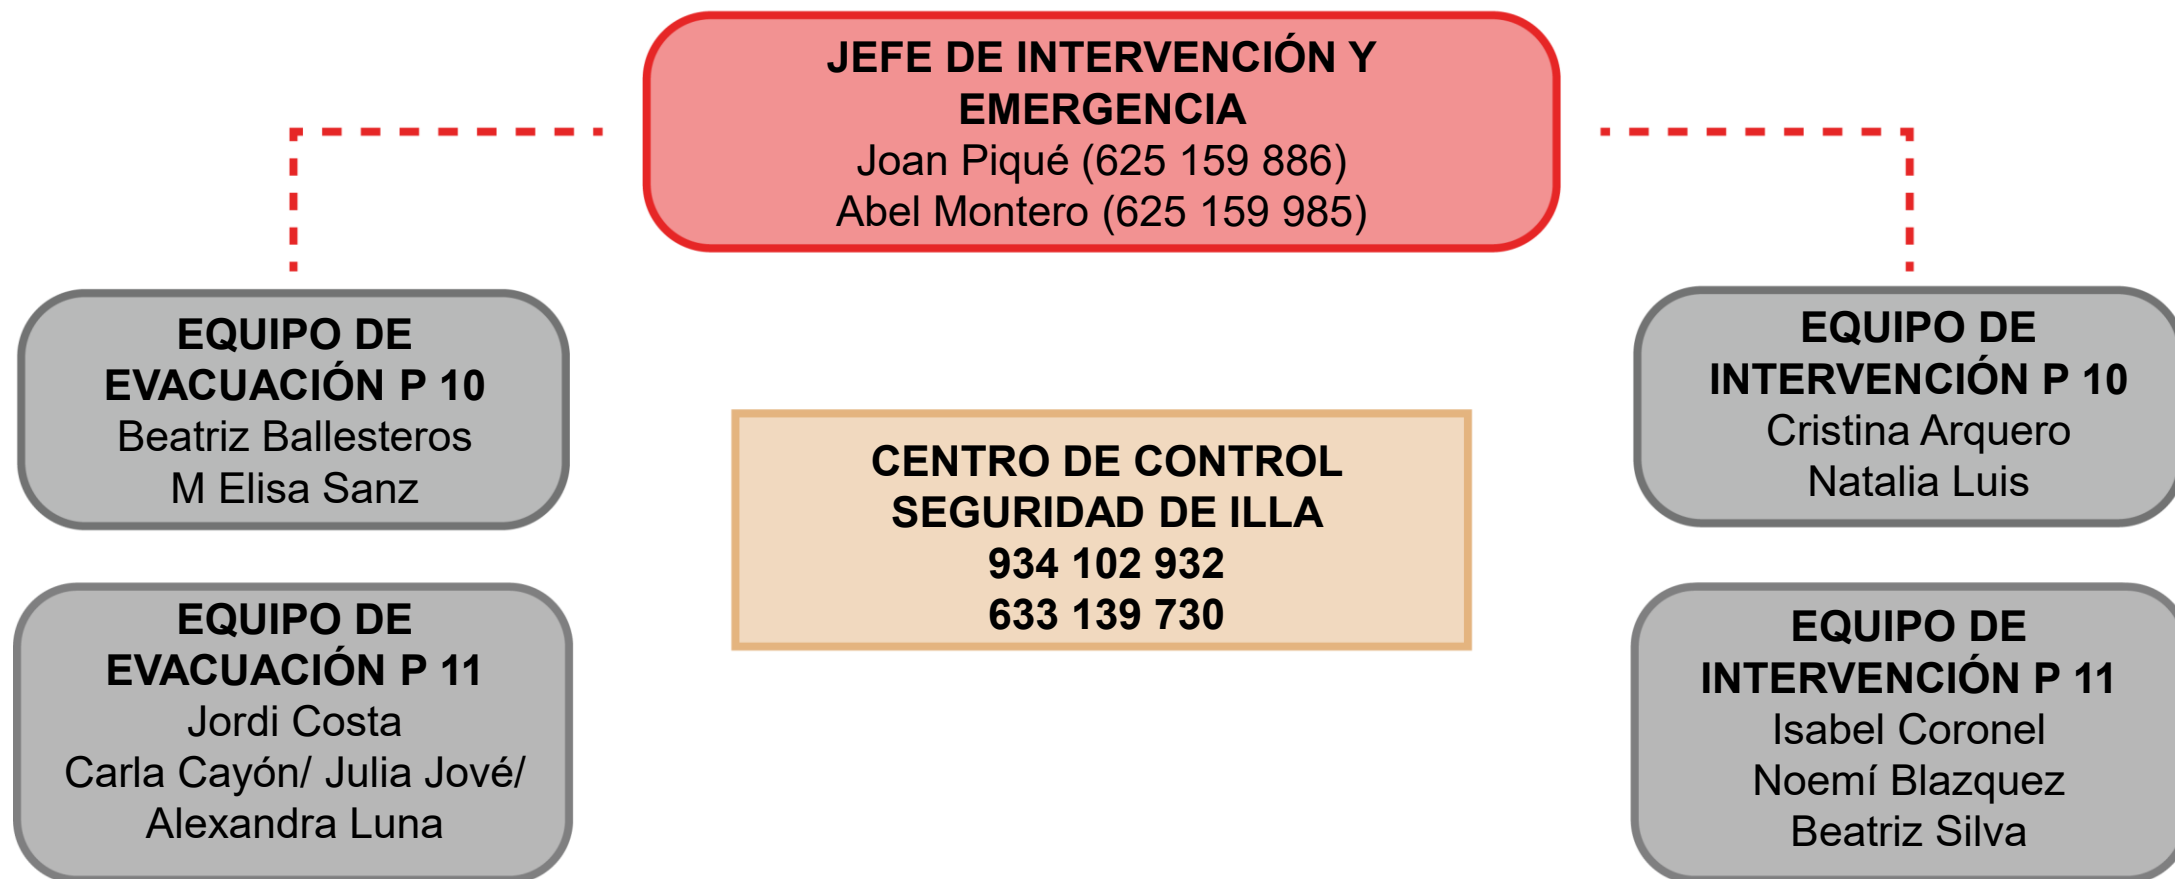 JEFE DE INTERVENCIÓN Y
EMERGENCIA
Joan Piqué (625 159 886)
Abel Montero (625 159 985)
EQUIPO DE
EVACUACIÓN P 10
Beatriz Ballesteros
M Elisa Sanz
EQUIPO DE
INTERVENCIÓN P 10
Cristina Arquero
Natalia Luis
CENTRO DE CONTROL
SEGURIDAD DE ILLA
934 102 932
633 139 730
EQUIPO DE
EVACUACIÓN P 11
Jordi Costa
Carla Cayón/ Julia Jové/
Alexandra Luna
EQUIPO DE
INTERVENCIÓN P 11
Isabel Coronel
Noemí Blazquez
Beatriz Silva